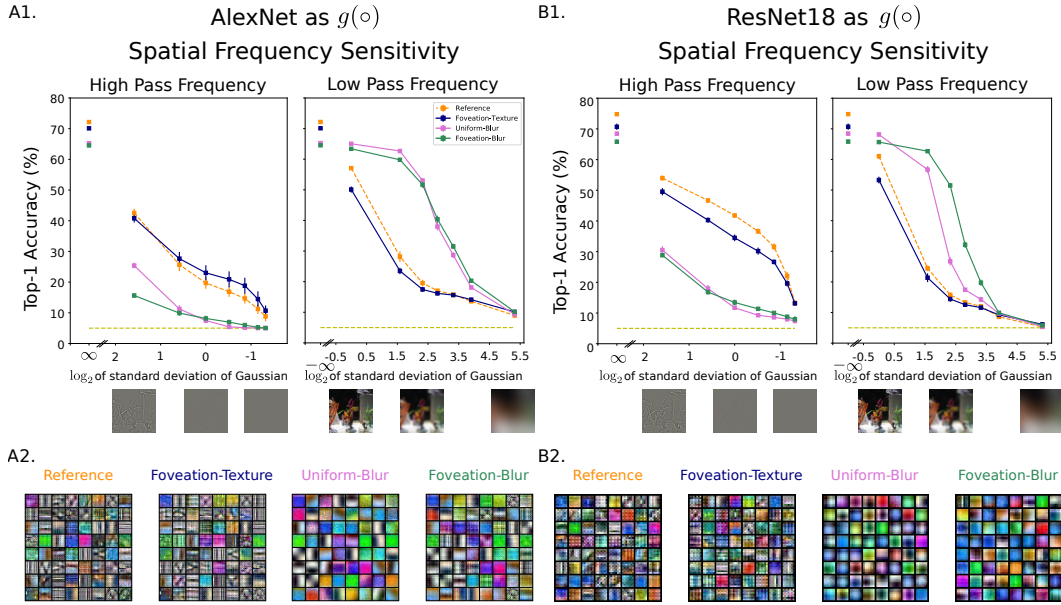 A1.
AlexNet as g(∘)
Spatial Frequency Sensitivity
High Pass Frequency
Low Pass Frequency
80
70
60
50
40
30
20
10
0
Top-1 Accuracy (%)
Reference
Foveation-Texture
Uniform-Blur
Foveation-Blur
∞ 2 1 0 -1
−∞ -0.5 0.5 1.5 2.5 3.5 4.5 5.5
log₂ of standard deviation of Gaussian
log₂ of standard deviation of Gaussian
B1.
ResNet18 as g(∘)
Spatial Frequency Sensitivity
High Pass Frequency
Low Pass Frequency
80
70
60
50
40
30
20
10
0
Top-1 Accuracy (%)
∞ 2 1 0 -1
−∞ -0.5 0.5 1.5 2.5 3.5 4.5 5.5
log₂ of standard deviation of Gaussian
log₂ of standard deviation of Gaussian
A2.
Reference Foveation-Texture Uniform-Blur Foveation-Blur
B2.
Reference Foveation-Texture Uniform-Blur Foveation-Blur